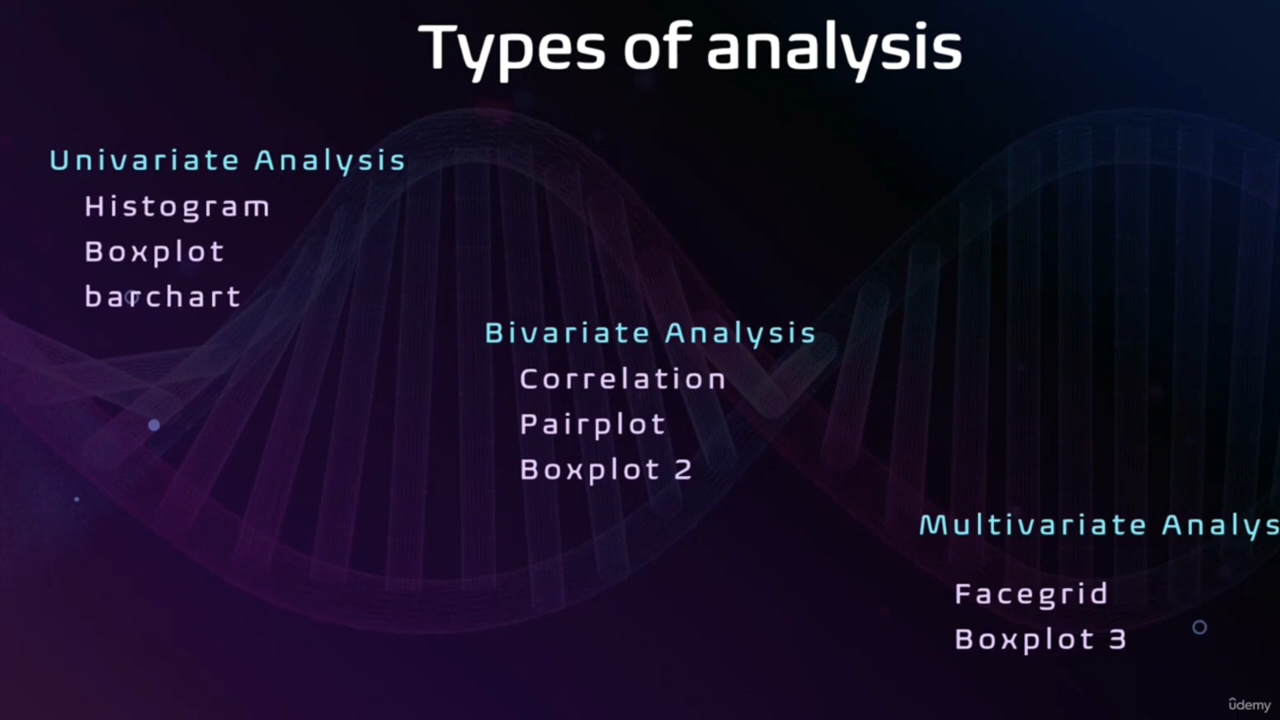 Types of analysis
Univariate Analysis
Histogram
Boxplot
barchart
Bivariate Analysis
Correlation
Pairplot
Boxplot 2
Multivariate Analys
Facegrid
Boxplot 3
ûdemy